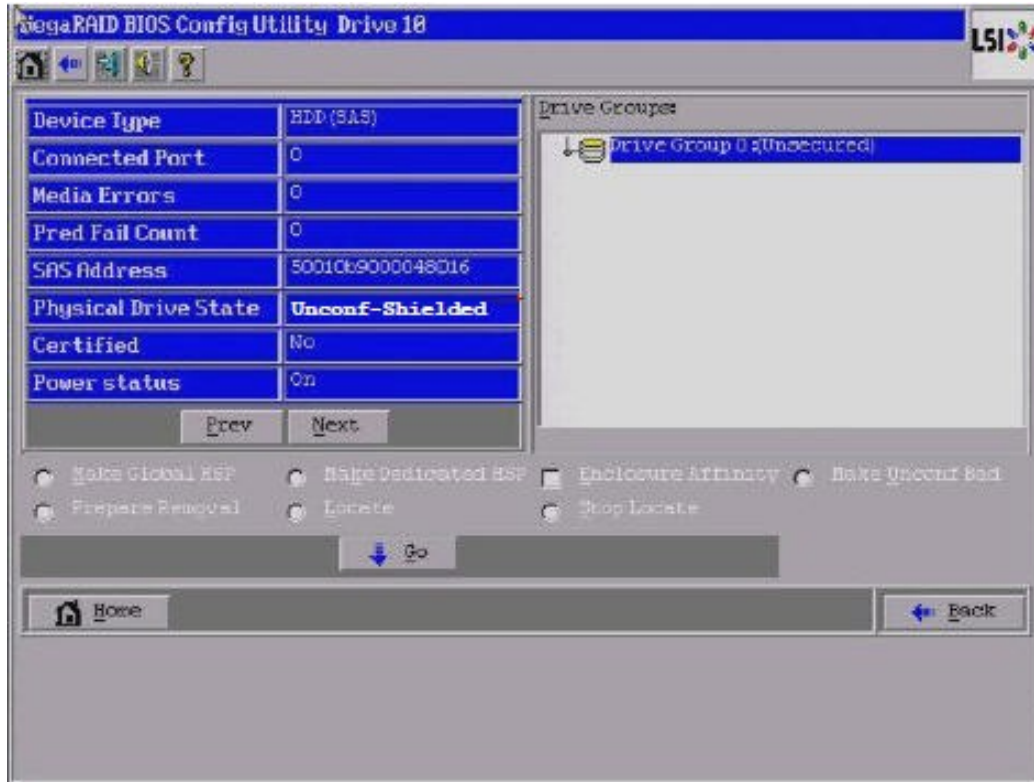 MegaRAID BIOS Config Utility Drive 10
LSI
Device Type HDD (SAS)
Connected Port 0
Media Errors 0
Pred Fail Count 0
SAS Address 50010b9000048016
Physical Drive State Unconf-Shielded
Certified No
Power status On
Prev Next
Drive Groups:
Drive Group 0 :(Unsecured)
Make Global HSP Make Dedicated HSP Enclosure Affinity Make Unconf Bad
Prepare Removal Locate Stop Locate
Go
Home Back